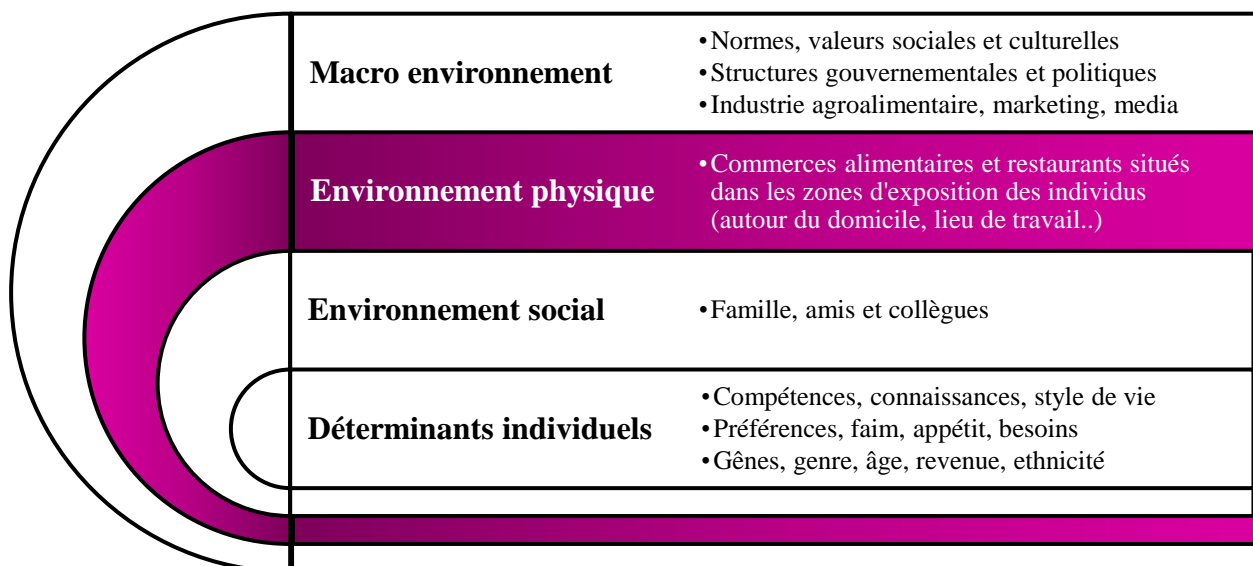 Macro environnement
•Normes, valeurs sociales et culturelles
•Structures gouvernementales et politiques
•Industrie agroalimentaire, marketing, media
Environnement physique
•Commerces alimentaires et restaurants situés
dans les zones d'exposition des individus
(autour du domicile, lieu de travail..)
Environnement social
•Famille, amis et collègues
Déterminants individuels
•Compétences, connaissances, style de vie
•Préférences, faim, appétit, besoins
•Gênes, genre, âge, revenue, ethnicité